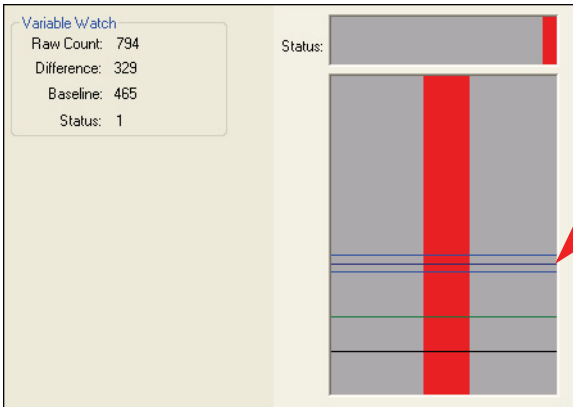 Variable Watch
Raw Count: 794
Difference: 329
Baseline: 465
Status: 1
Status: